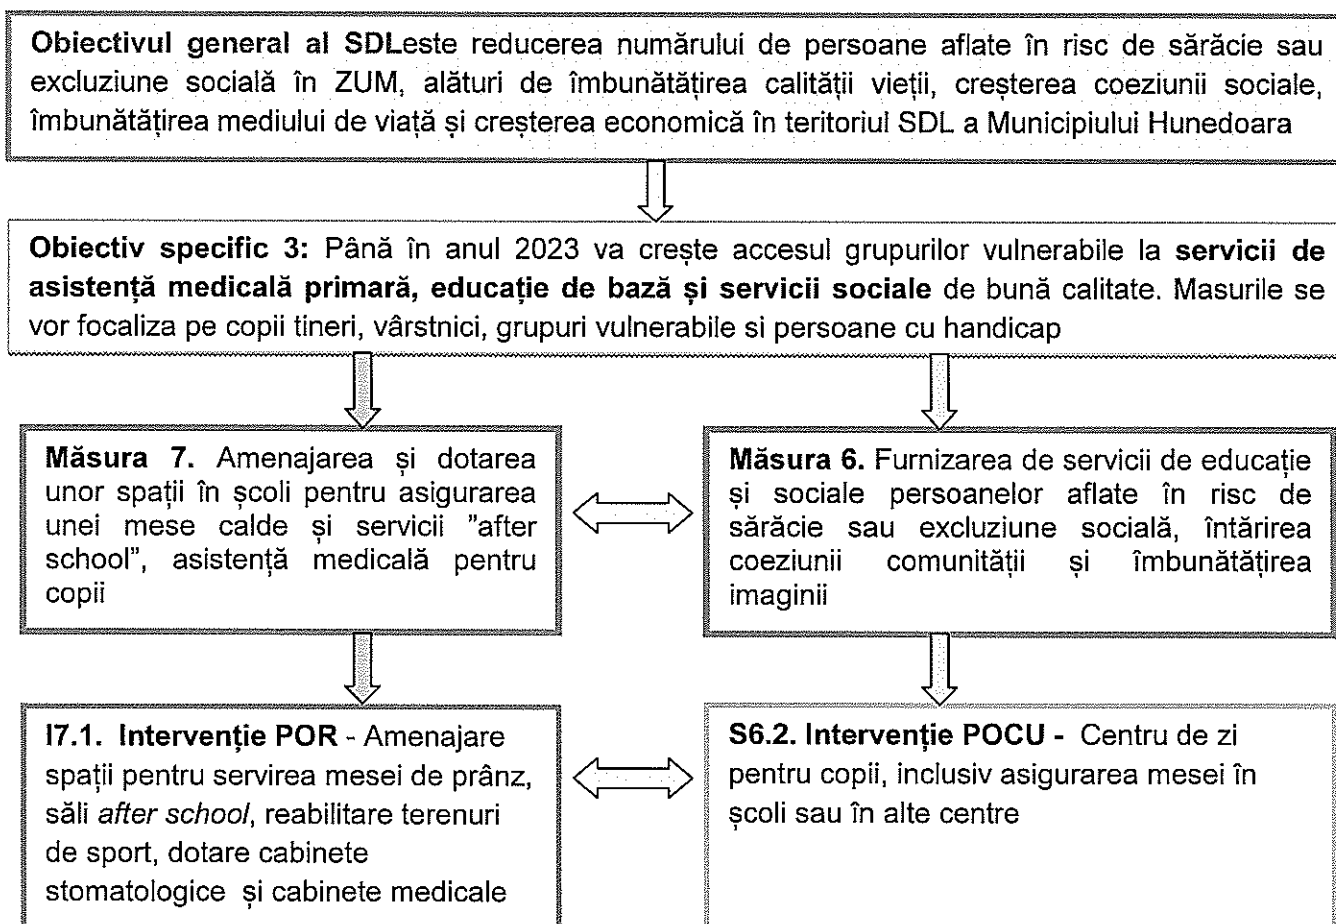 Obiectivul general al SDLeste reducerea numărului de persoane aflate în risc de sărăcie sau
excluziune socială în ZUM, alături de îmbunătățirea calității vieții, creșterea coeziunii sociale,
îmbunătățirea mediului de viață și creșterea economică în teritoriul SDL a Municipiului Hunedoara
Obiectiv specific 3: Până în anul 2023 va crește accesul grupurilor vulnerabile la servicii de
asistență medicală primară, educație de bază și servicii sociale de bună calitate. Masurile se
vor focaliza pe copii tineri, vârstnici, grupuri vulnerabile si persoane cu handicap
Măsura 7. Amenajarea și dotarea
unor spații în școli pentru asigurarea
unei mese calde și servicii "after
school", asistență medicală pentru
copii
Măsura 6. Furnizarea de servicii de educație
și sociale persoanelor aflate în risc de
sărăcie sau excluziune socială, întărirea
coeziunii comunității și îmbunătățirea
imaginii
I7.1. Intervenție POR - Amenajare
spații pentru servirea mesei de prânz,
săli after school, reabilitare terenuri
de sport, dotare cabinete
stomatologice și cabinete medicale
S6.2. Intervenție POCU - Centru de zi
pentru copii, inclusiv asigurarea mesei în
școli sau în alte centre